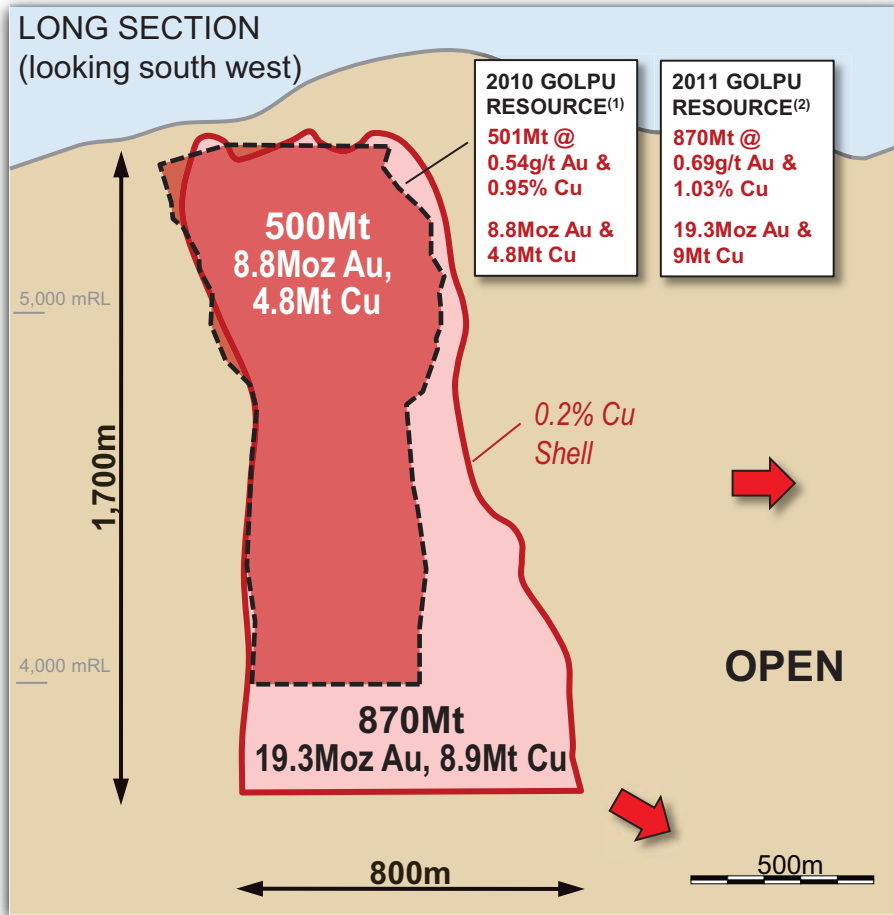 LONG SECTION
(looking south west)
2010 GOLPU
RESOURCE(1)
501Mt @
0.54g/t Au &
0.95% Cu
8.8Moz Au &
4.8Mt Cu
2011 GOLPU
RESOURCE(2)
870Mt @
0.69g/t Au &
1.03% Cu
19.3Moz Au &
9Mt Cu
500Mt
8.8Moz Au,
4.8Mt Cu
5,000 mRL
0.2% Cu
Shell
1,700m
4,000 mRL
OPEN
870Mt
19.3Moz Au, 8.9Mt Cu
800m
500m